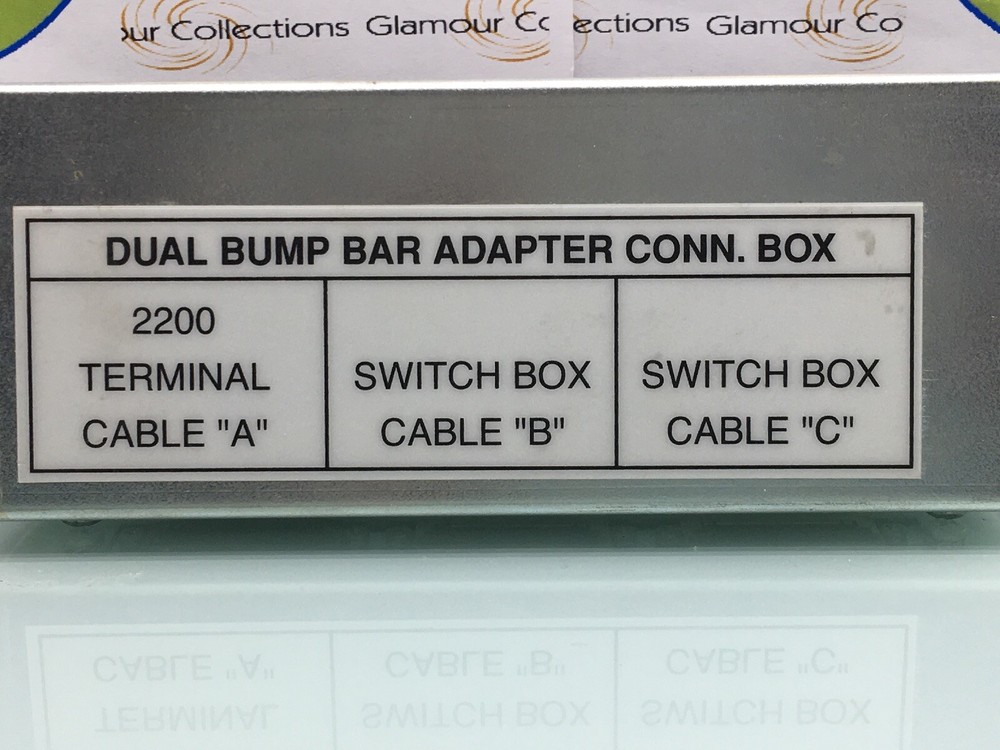 ur Collections Glamour Co ections Glamour Co
DUAL BUMP BAR ADAPTER CONN. BOX
2200
TERMINAL
CABLE "A"
SWITCH BOX
CABLE "B"
SWITCH BOX
CABLE "C"